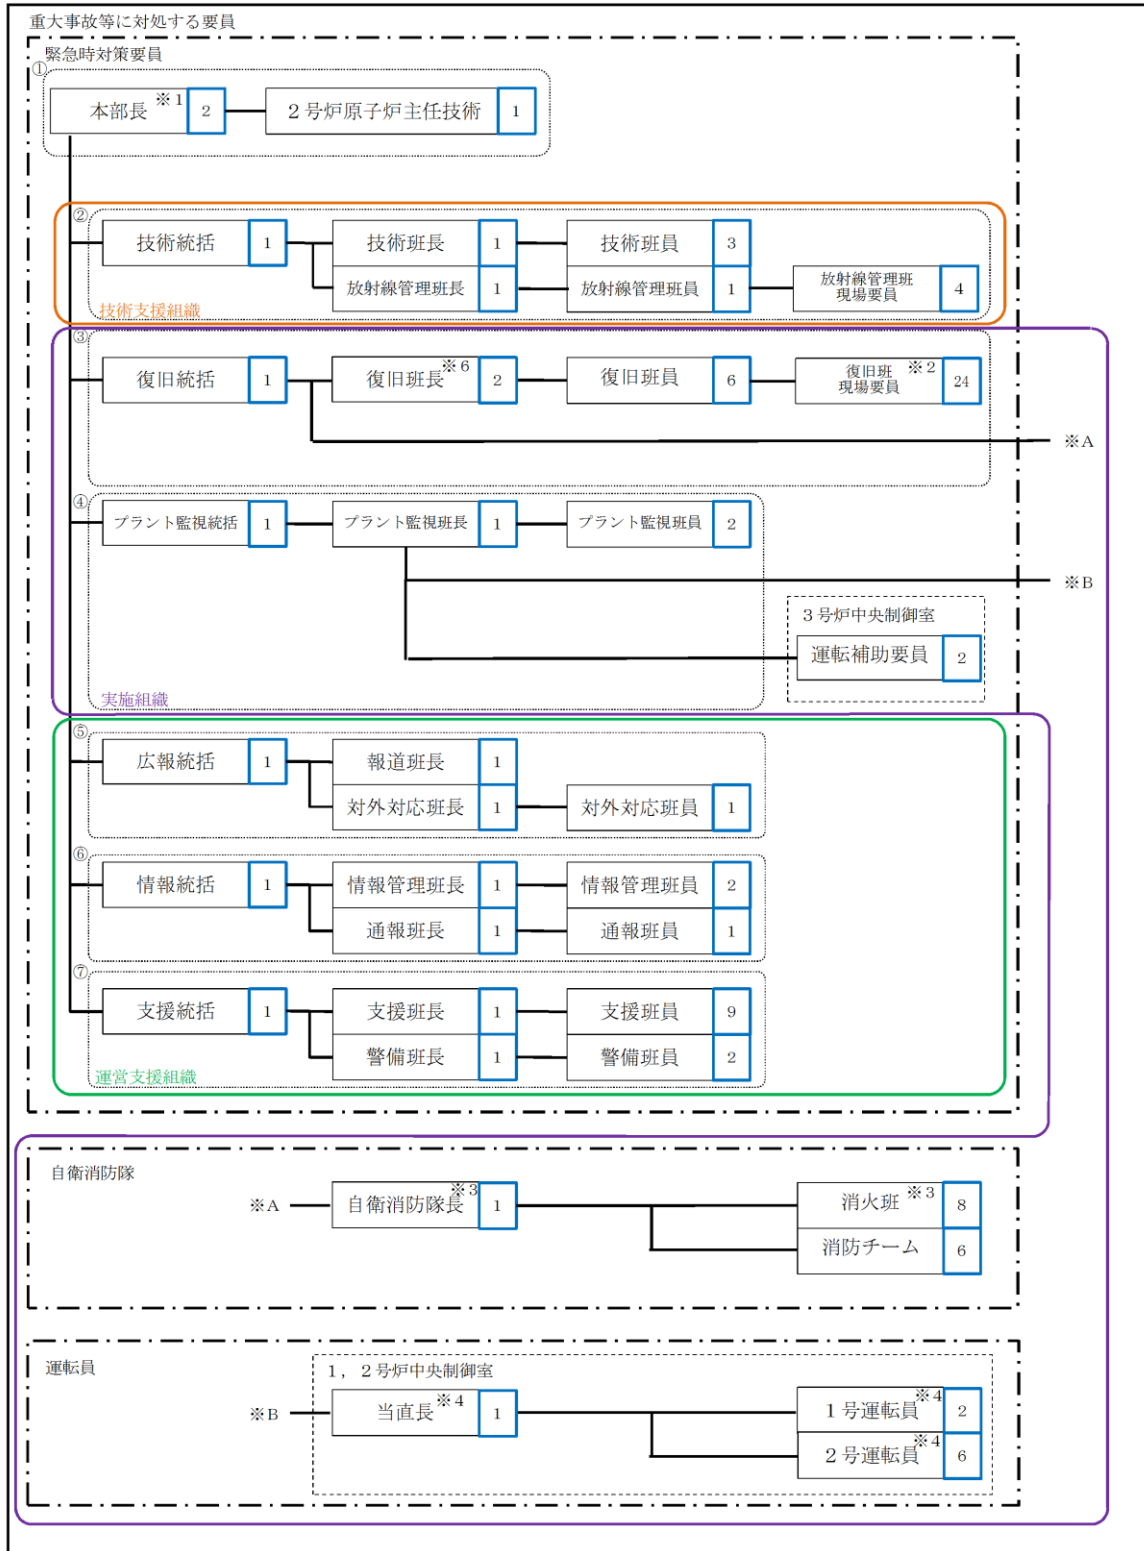 重大事故等に対処する要員
緊急時対策要員
①
本部長 ※1 2 2号炉原子炉主任技術 1
②
技術統括 1 技術班長 1 技術班員 3
放射線管理班長 1 放射線管理班員 1 放射線管理班
現場要員 4
技術支援組織
③
復旧統括 1 復旧班長 ※6 2 復旧班員 6 復旧班 ※2
現場要員 24
※A
④
プラント監視統括 1 プラント監視班長 1 プラント監視班員 2
※B
3号炉中央制御室
運転補助要員 2
実施組織
⑤
広報統括 1 報道班長 1
対外対応班長 1 対外対応班員 1
⑥
情報統括 1 情報管理班長 1 情報管理班員 2
通報班長 1 通報班員 1
⑦
支援統括 1 支援班長 1 支援班員 9
警備班長 1 警備班員 2
運営支援組織
自衛消防隊
※A 自衛消防隊長 ※3 1 消火班 ※3 8
消防チーム 6
運転員
1,2号炉中央制御室
※B 当直長 ※4 1 1号運転員 ※4 2
2号運転員 ※4 6